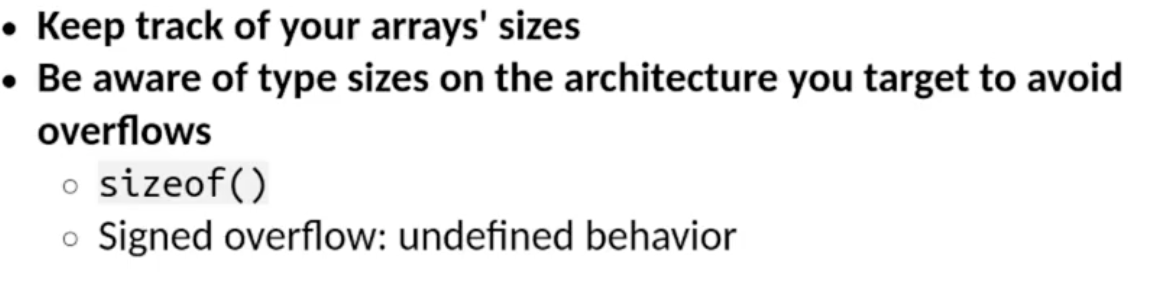 • Keep track of your arrays' sizes
• Be aware of type sizes on the architecture you target to avoid
overflows
○ sizeof()
○ Signed overflow: undefined behavior